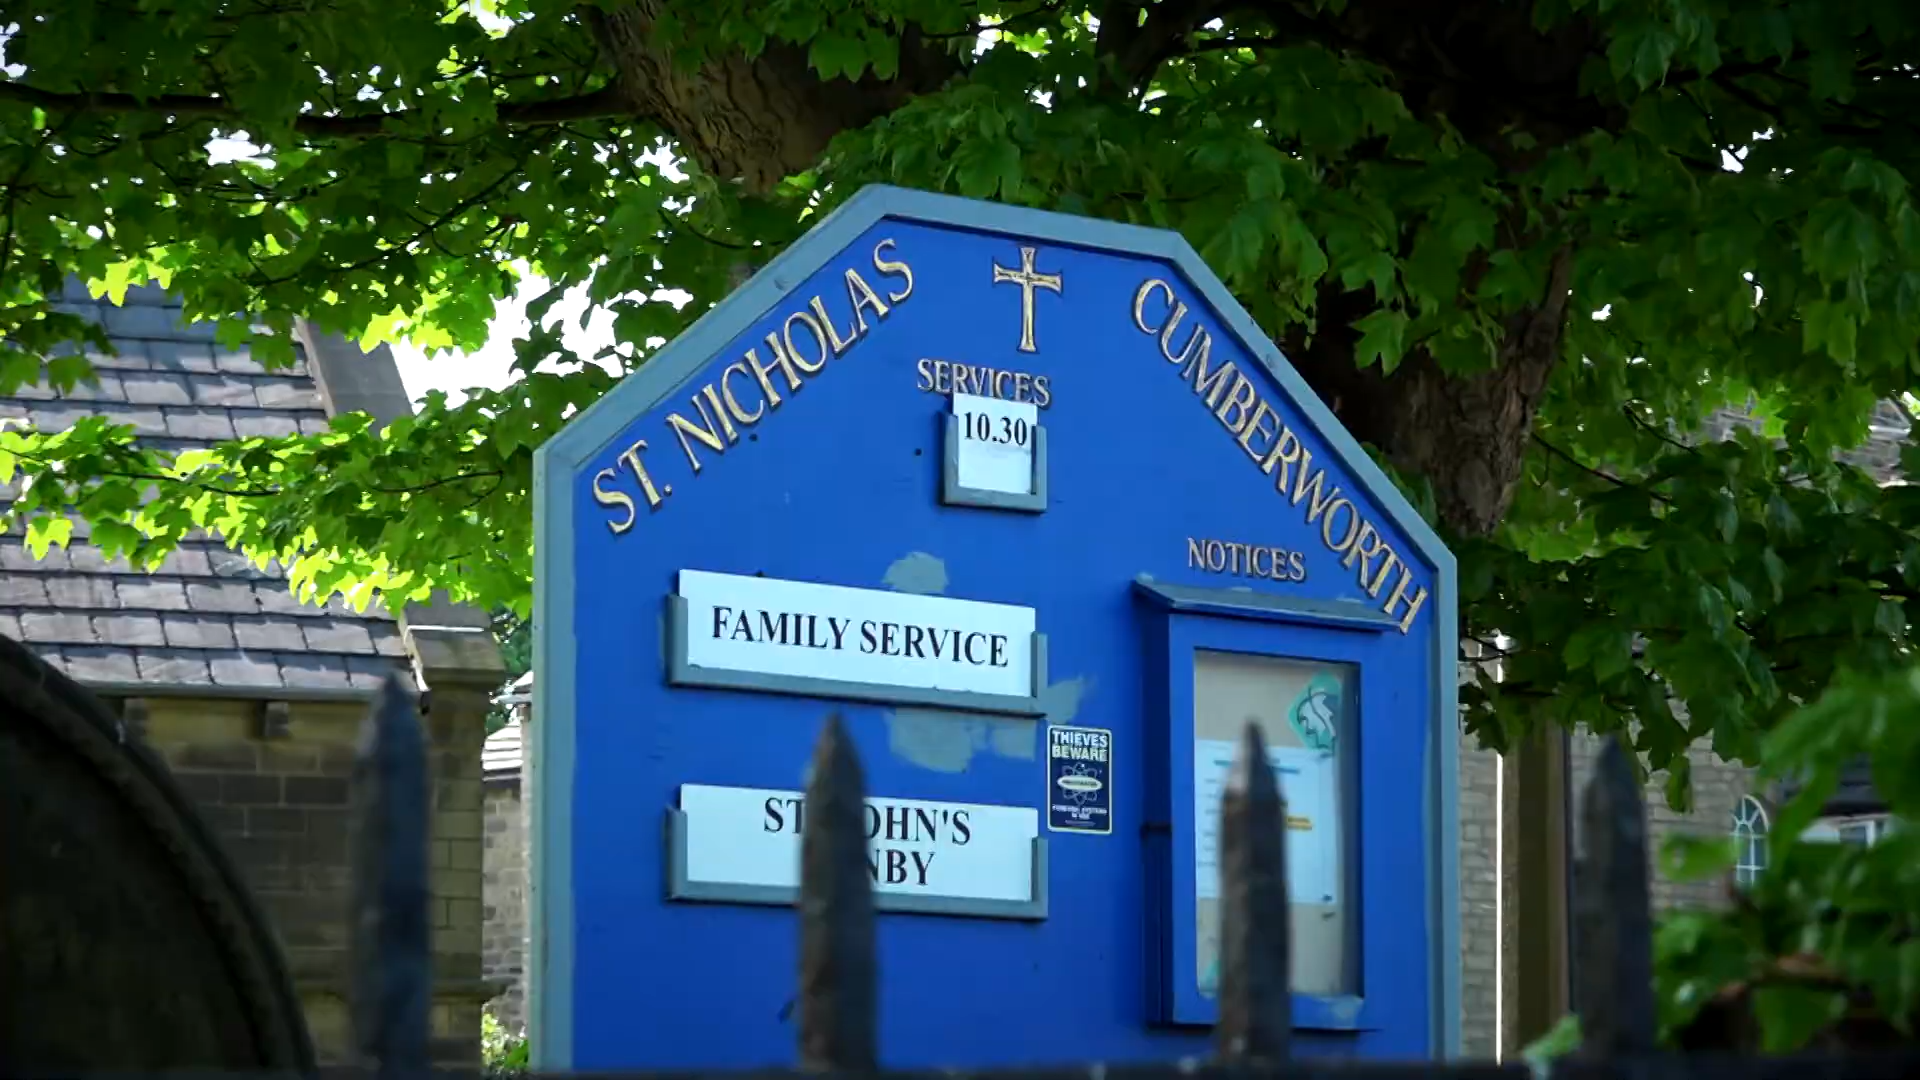 ST. NICHOLAS
CUMBERWORTH
SERVICES
10.30
NOTICES
FAMILY SERVICE
THIEVES
BEWARE